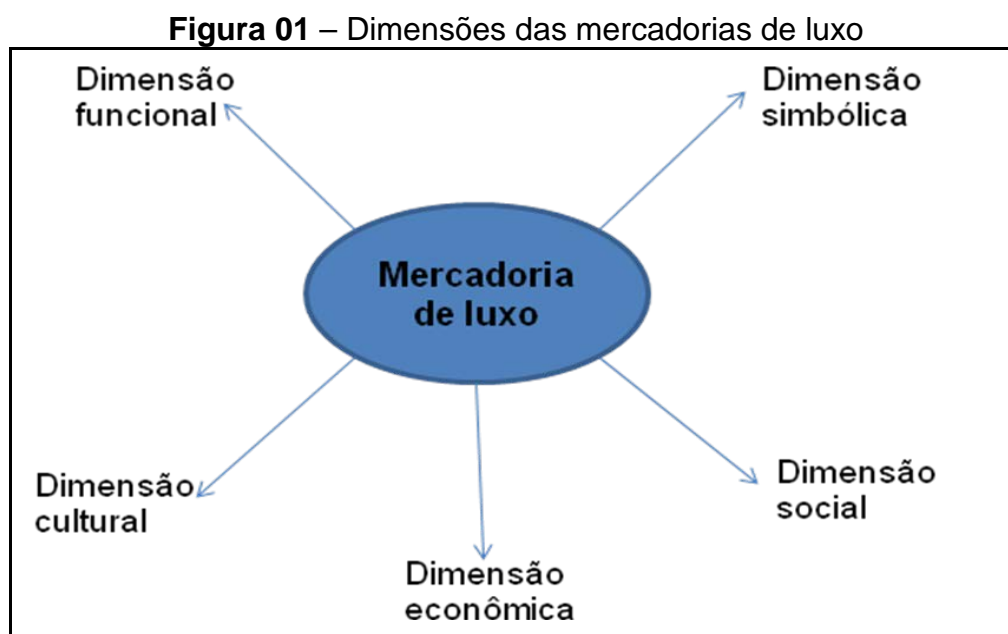 Figura 01 – Dimensões das mercadorias de luxo
Dimensão
funcional
Dimensão
simbólica
Mercadoria
de luxo
Dimensão
cultural
Dimensão
social
Dimensão
econômica